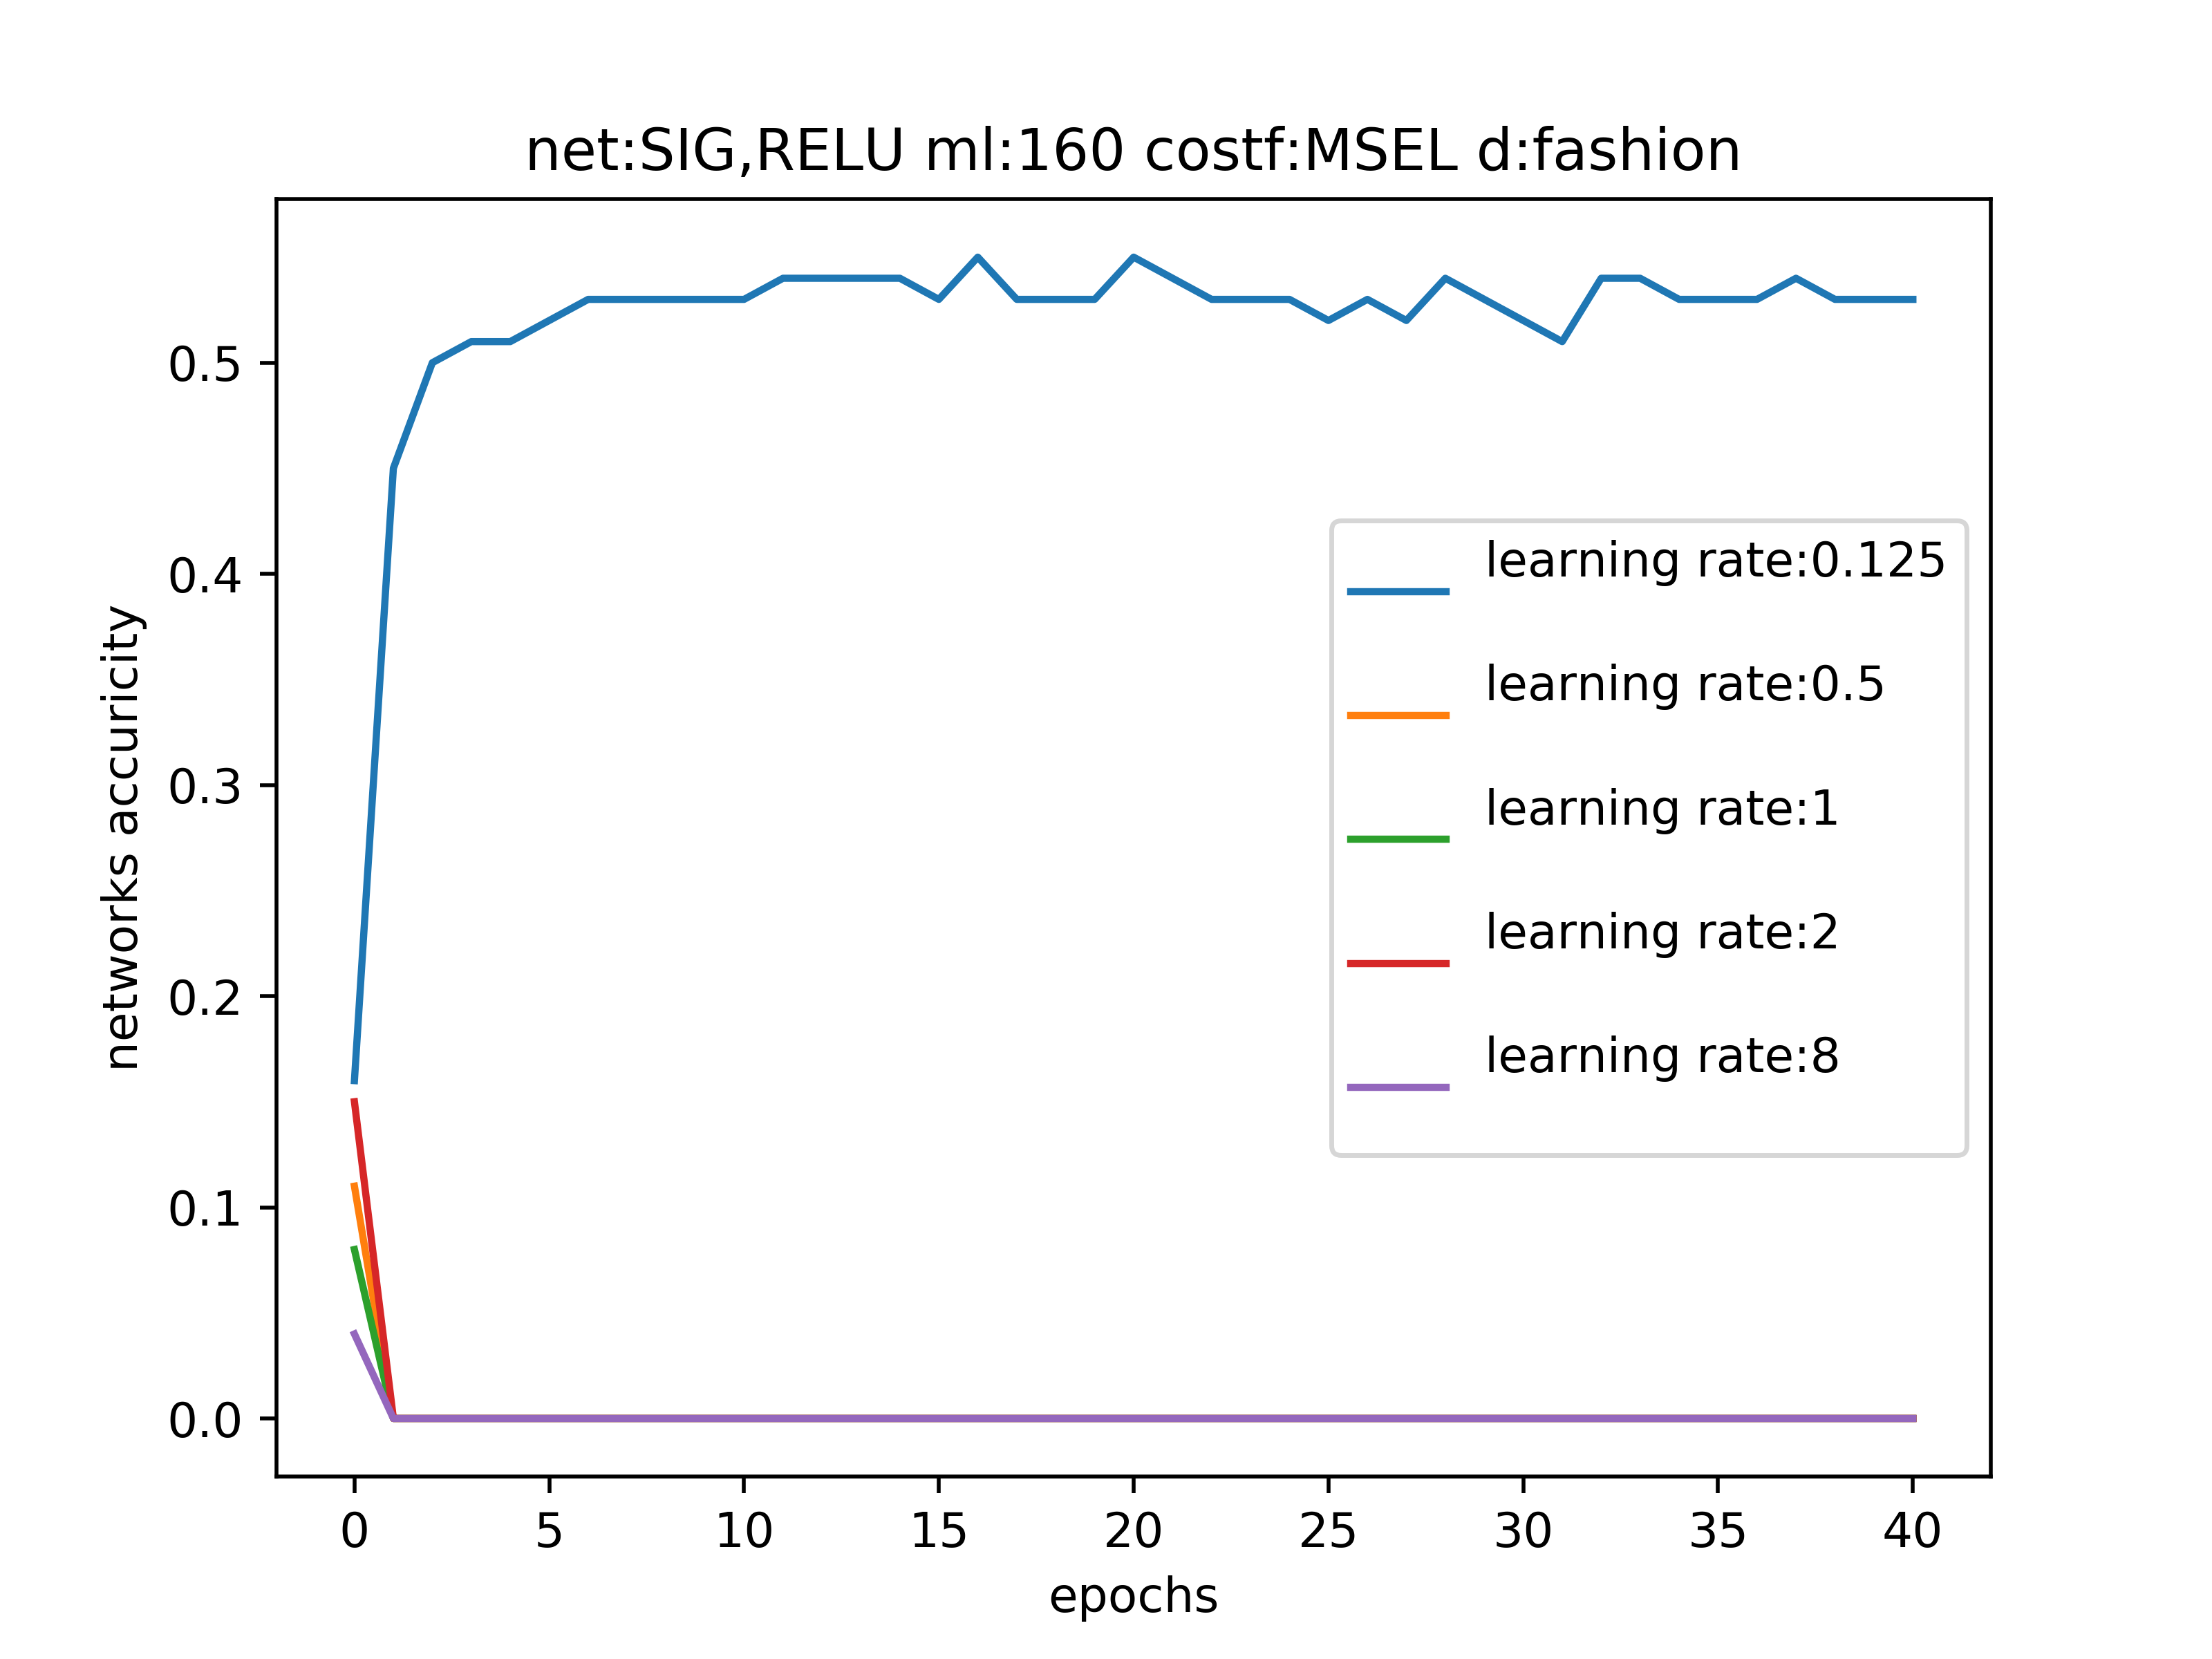 net:SIG,RELU ml:160 costf:MSEL d:fashion
networks accuricity
0.5
0.4
0.3
0.2
0.1
0.0
learning rate:0.125
learning rate:0.5
learning rate:1
learning rate:2
learning rate:8
0 5 10 15 20 25 30 35 40
epochs